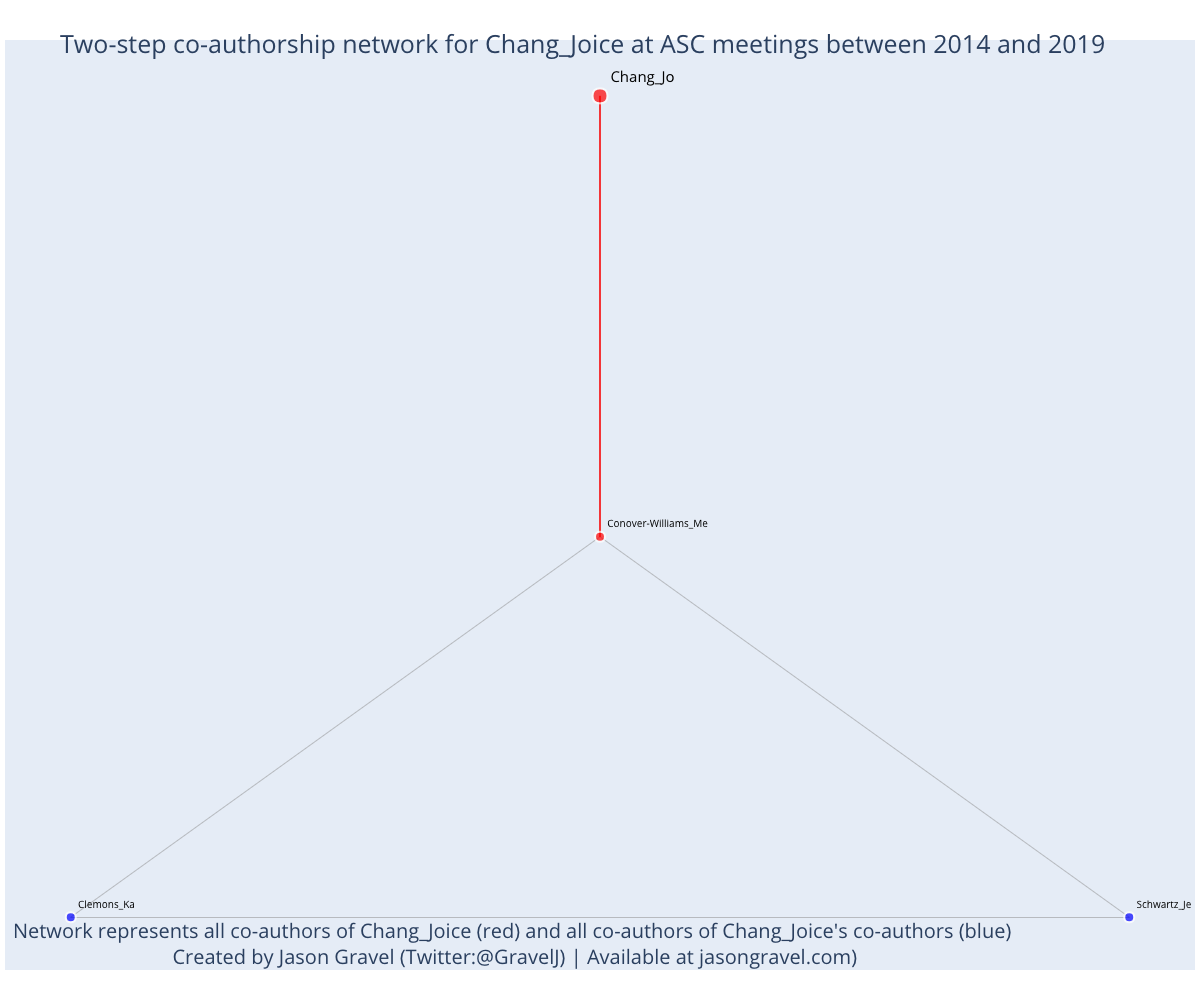 Two-step co-authorship network for Chang_Joice at ASC meetings between 2014 and 2019
Chang_Jo
Conover-Williams_Me
Clemons_Ka
Schwartz_Je
Network represents all co-authors of Chang_Joice (red) and all co-authors of Chang_Joice's co-authors (blue)
Created by Jason Gravel (Twitter:@GravelJ) | Available at jasongravel.com)